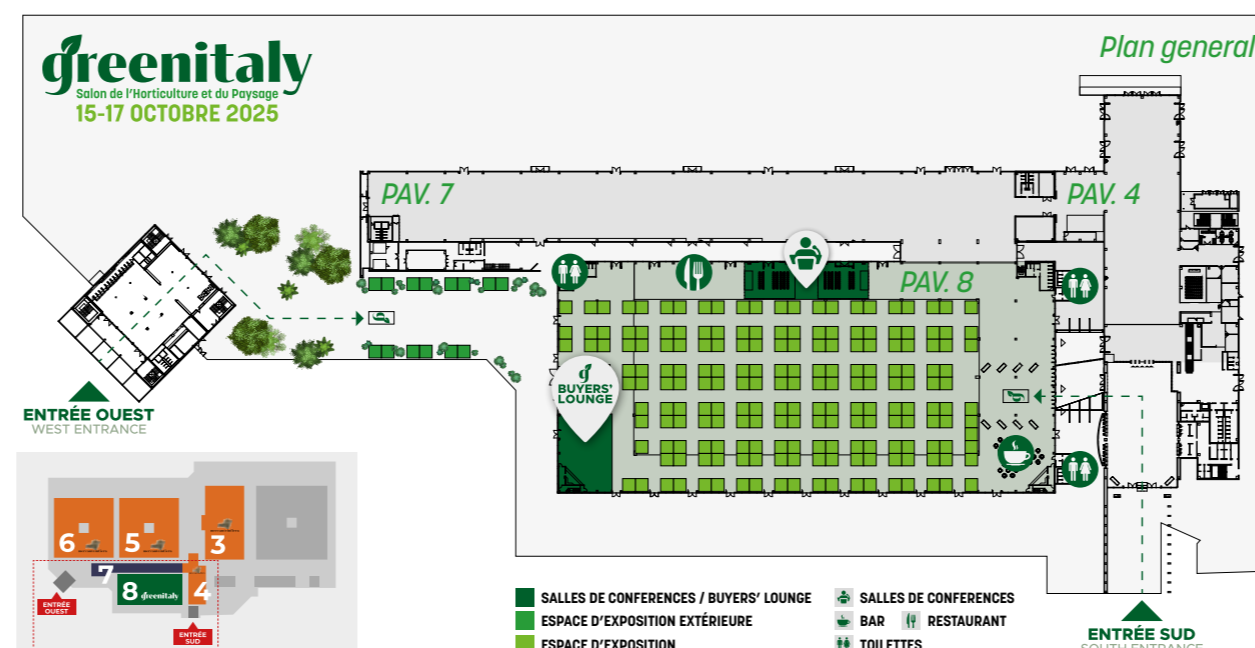 greenitaly
Salon de l'Horticulture et du Paysage
15-17 OCTOBRE 2025
Plan general
PAV. 7
PAV. 4
PAV. 8
BUYERS'
LOUNGE
ENTRÉE OUEST
WEST ENTRANCE
6
5
3
7
8 greenitaly
4
ENTRÉE
OUEST
ENTRÉE
SUD
SALLES DE CONFERENCES / BUYERS' LOUNGE
ESPACE D'EXPOSITION EXTÉRIEURE
ESPACE D'EXPOSITION
SALLES DE CONFERENCES
BAR
RESTAURANT
TOILETTES
ENTRÉE SUD
SOUTH ENTRANCE